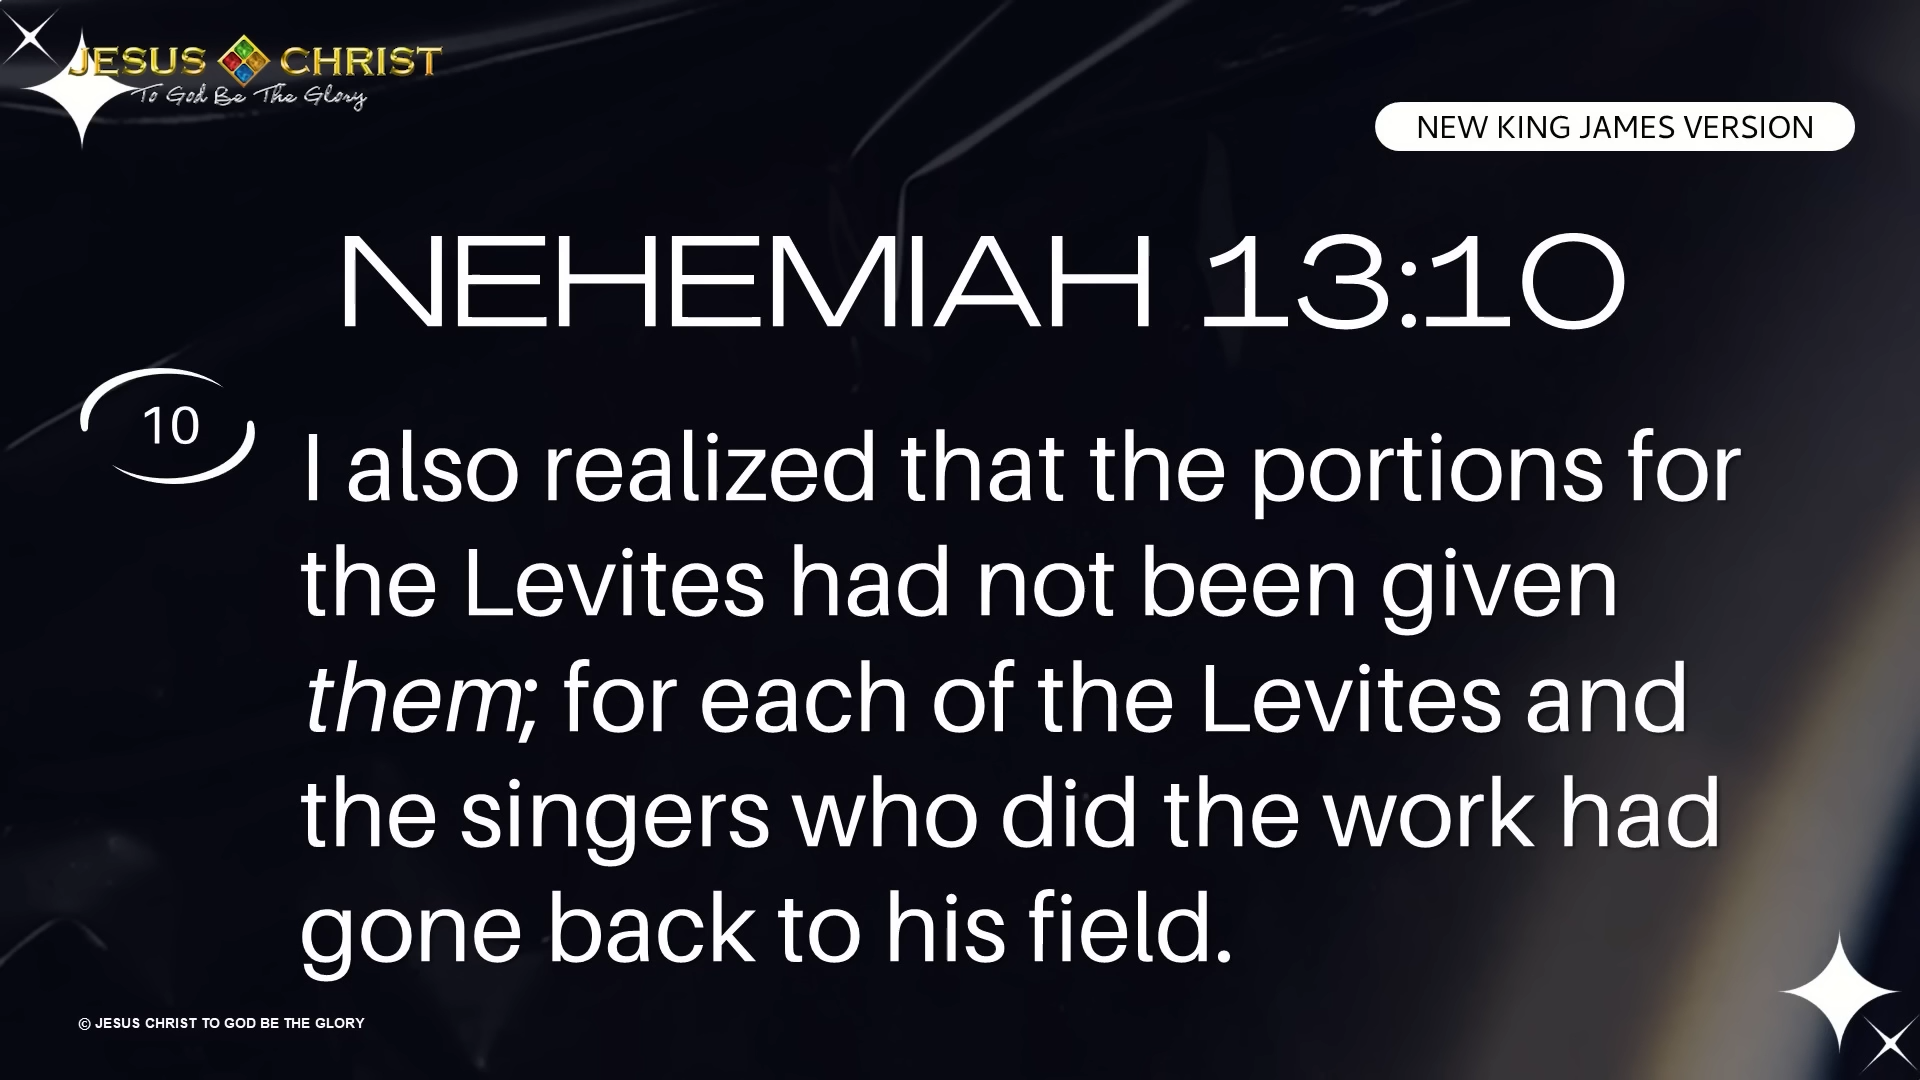 JESUS CHRIST
To God Be The Glory
NEW KING JAMES VERSION
NEHEMIAH 13:10
10
I also realized that the portions for
the Levites had not been given
them; for each of the Levites and
the singers who did the work had
gone back to his field.
© JESUS CHRIST TO GOD BE THE GLORY